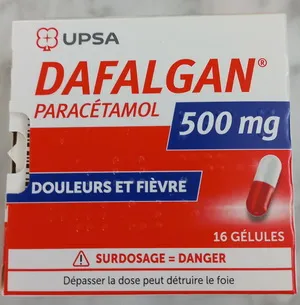 UPSA
DAFALGAN®
PARACÉTAMOL
500 mg
DOULEURS ET FIÈVRE
16 GÉLULES
⚠ SURDOSAGE = DANGER
Dépasser la dose peut détruire le foie